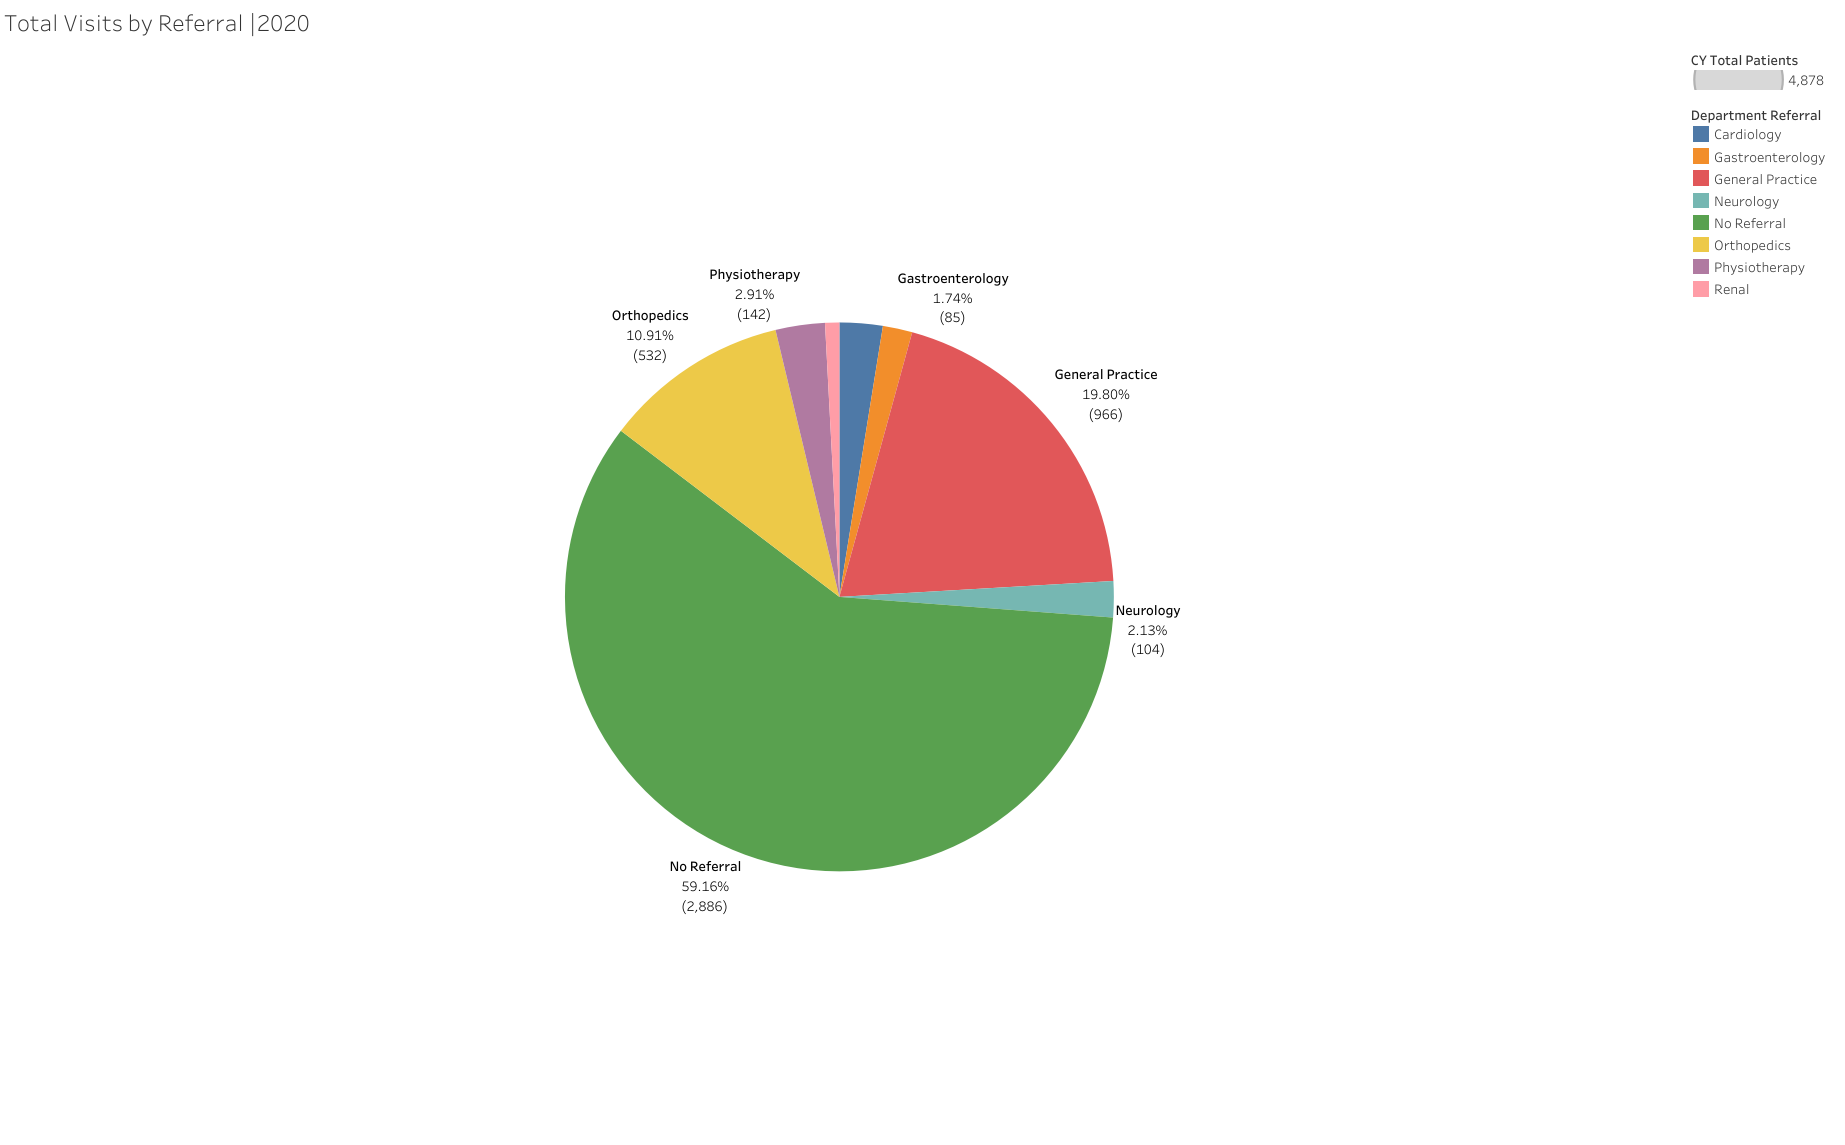 Total Visits by Referral |2020
CY Total Patients
4,878
Department Referral
Cardiology
Gastroenterology
General Practice
Neurology
No Referral
Orthopedics
Physiotherapy
Renal
Physiotherapy
2.91%
(142)
Gastroenterology
1.74%
(85)
Orthopedics
10.91%
(532)
General Practice
19.80%
(966)
Neurology
2.13%
(104)
No Referral
59.16%
(2,886)